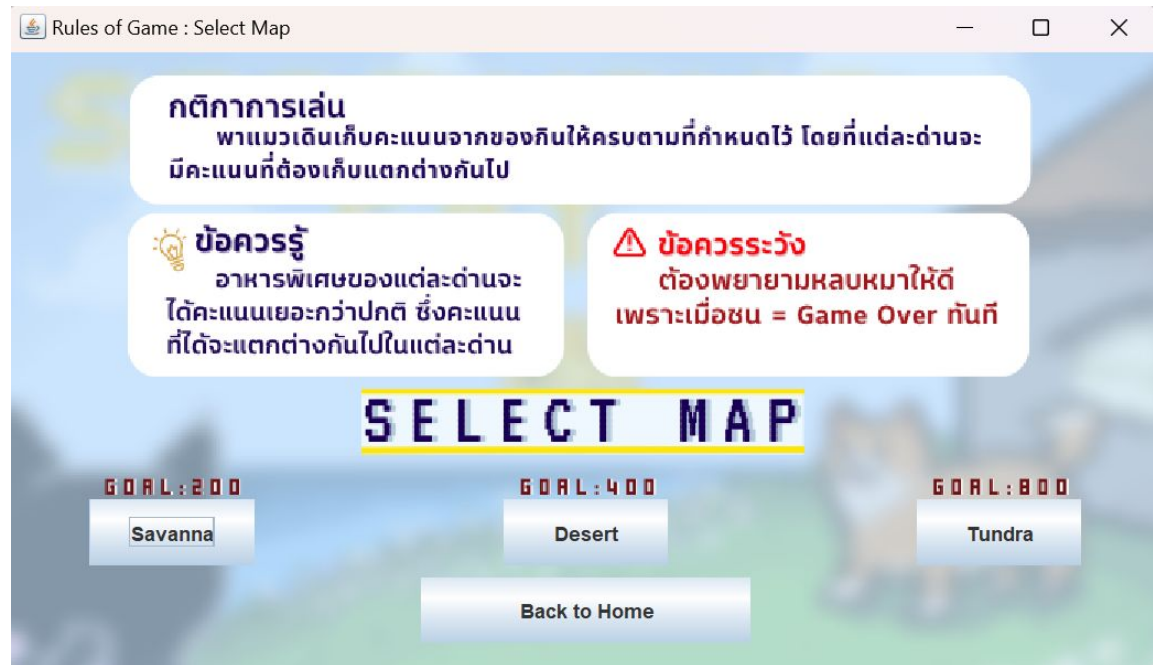 Rules of Game : Select Map
กติกาการเล่น
พาแมวเดินเก็บคะแนนจากของกินให้ครบตามที่กำหนดไว้ โดยที่แต่ละด่านจะ
มีคะแนนที่ต้องเก็บแตกต่างกันไป
ข้อควรรู้
อาหารพิเศษของแต่ละด่านจะ
ได้คะแนนเยอะกว่าปกติ ซึ่งคะแนน
ที่ได้จะแตกต่างกันไปในแต่ละด่าน
ข้อควรระวัง
ต้องพยายามหลบหมาให้ดี
เพราะเมื่อชน = Game Over ทันที
SELECT MAP
GOAL:200
GOAL:400
GOAL:800
Savanna
Desert
Tundra
Back to Home